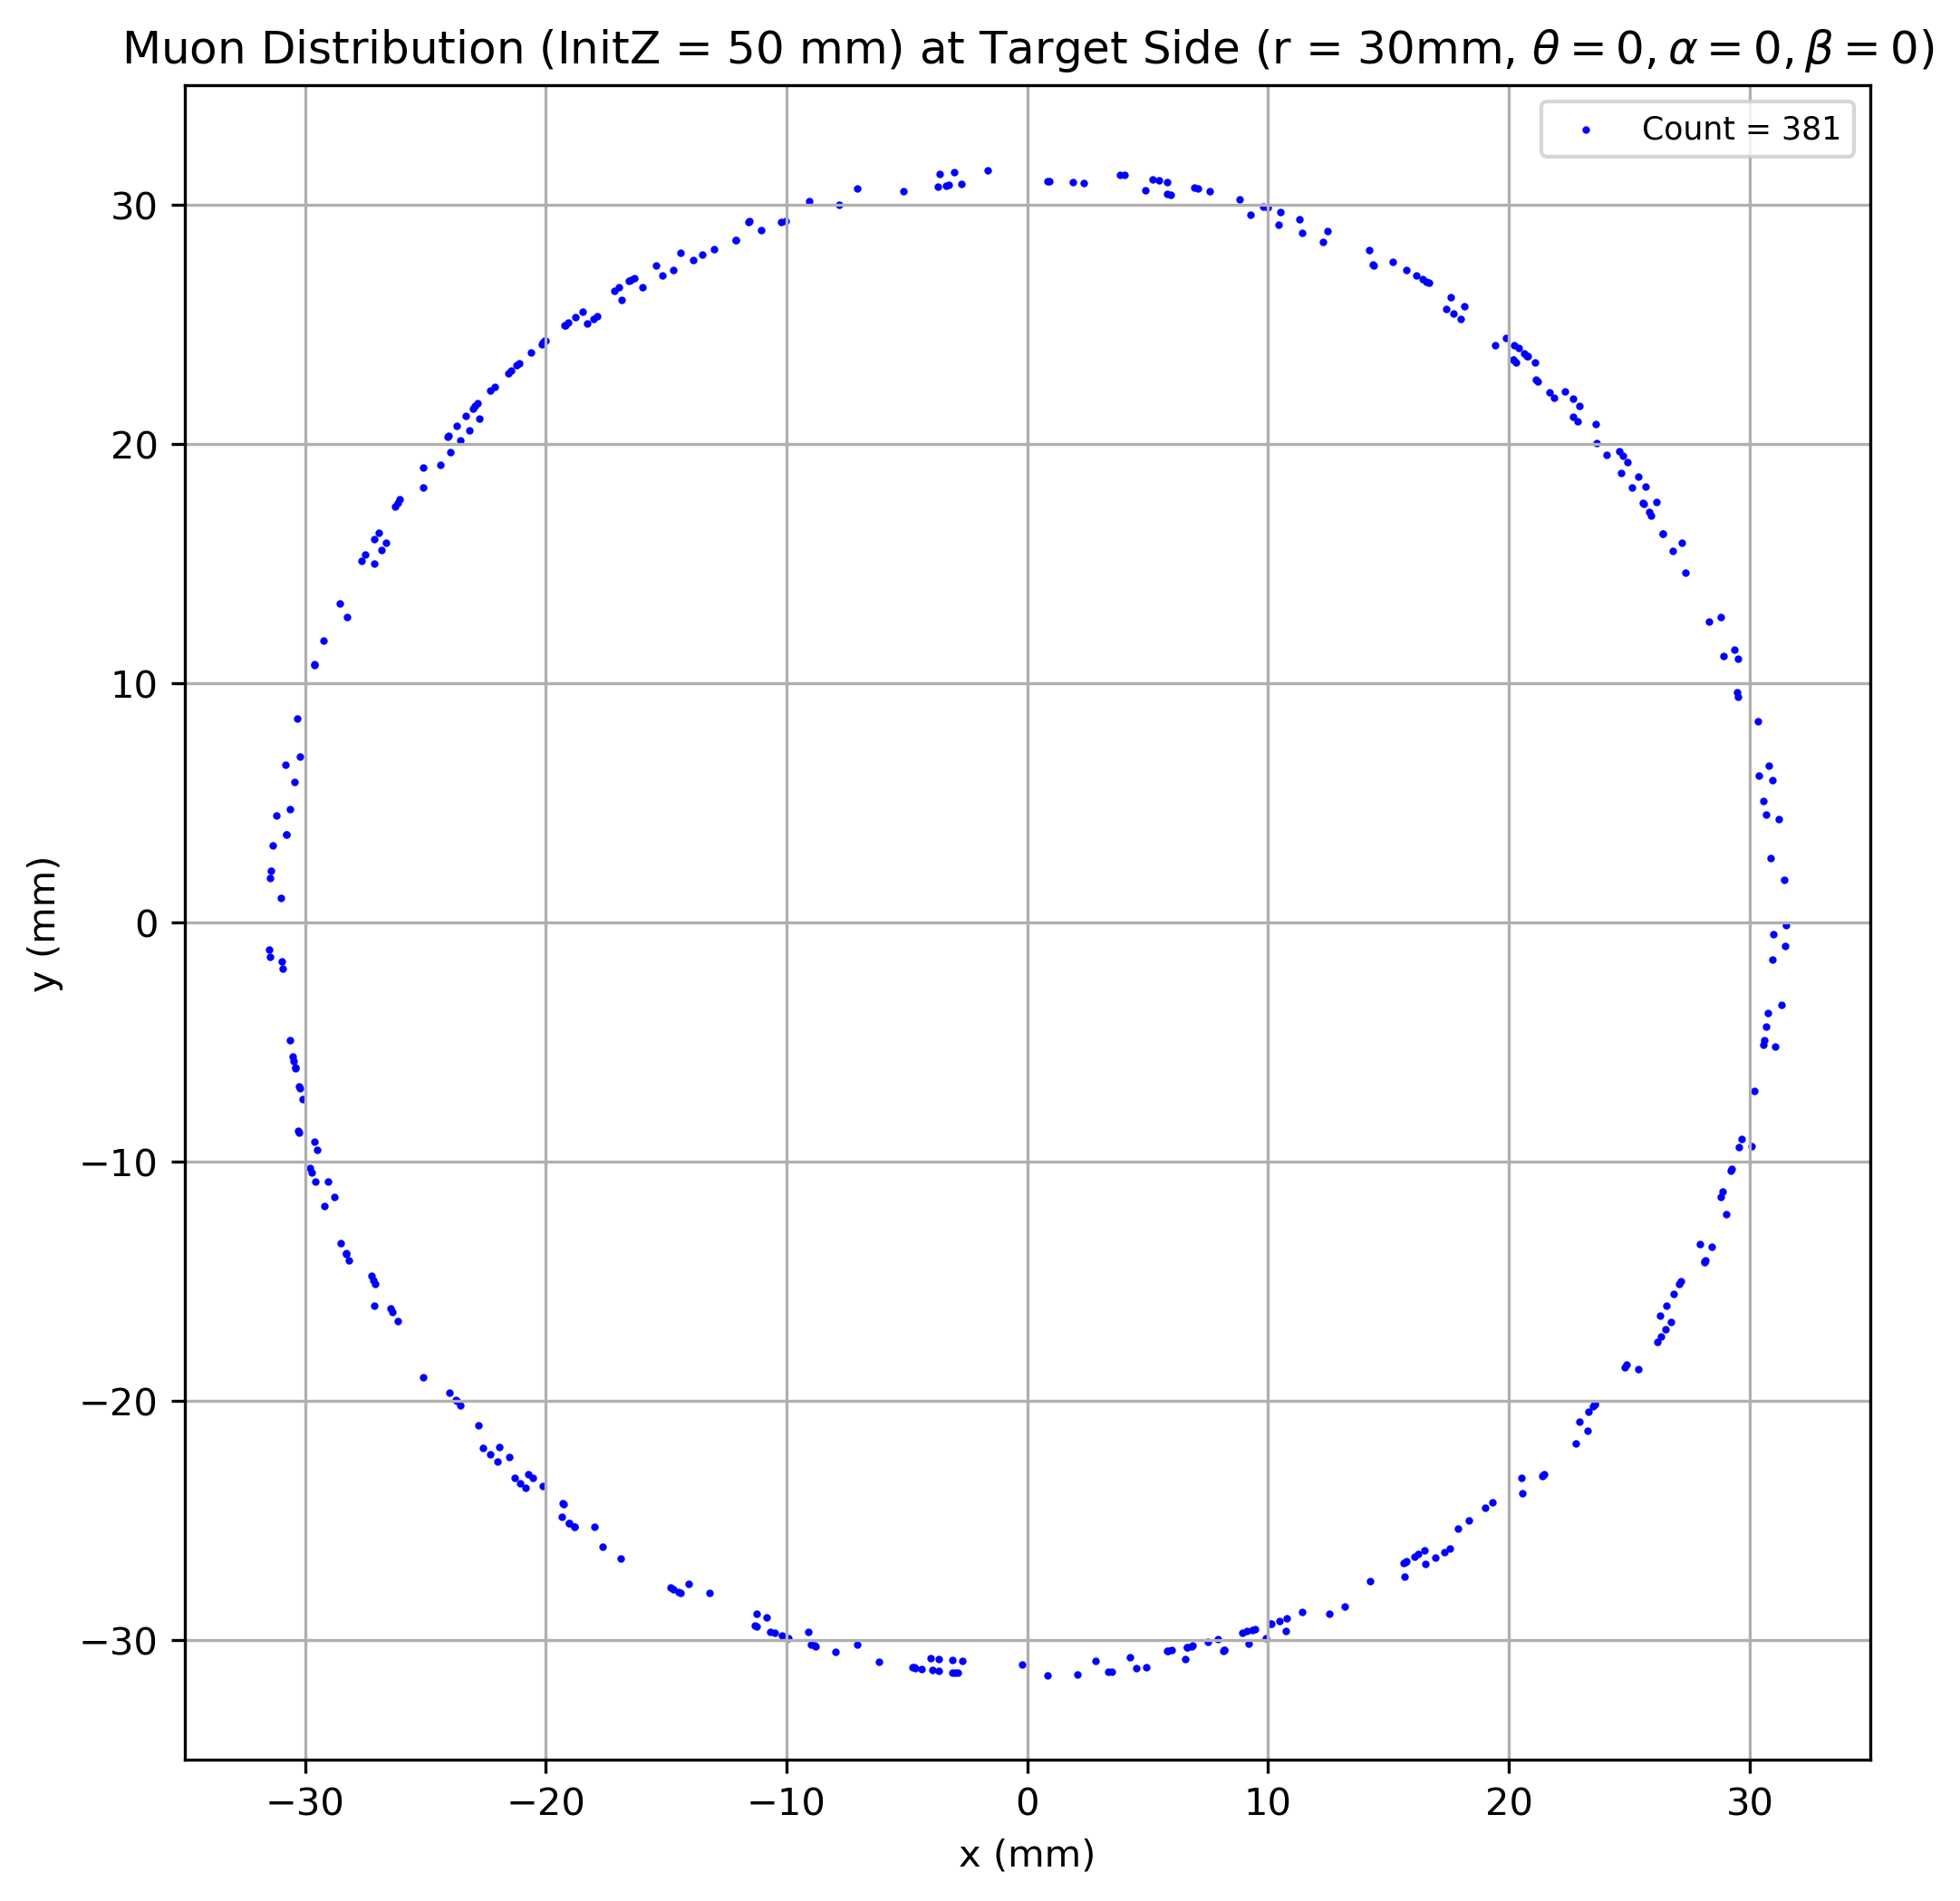 Muon Distribution (InitZ = 50 mm) at Target Side (r = 30mm, θ = 0, α = 0, β = 0)
Count = 381
30
20
10
0
−10
−20
−30
y (mm)
−30 −20 −10 0 10 20 30
x (mm)